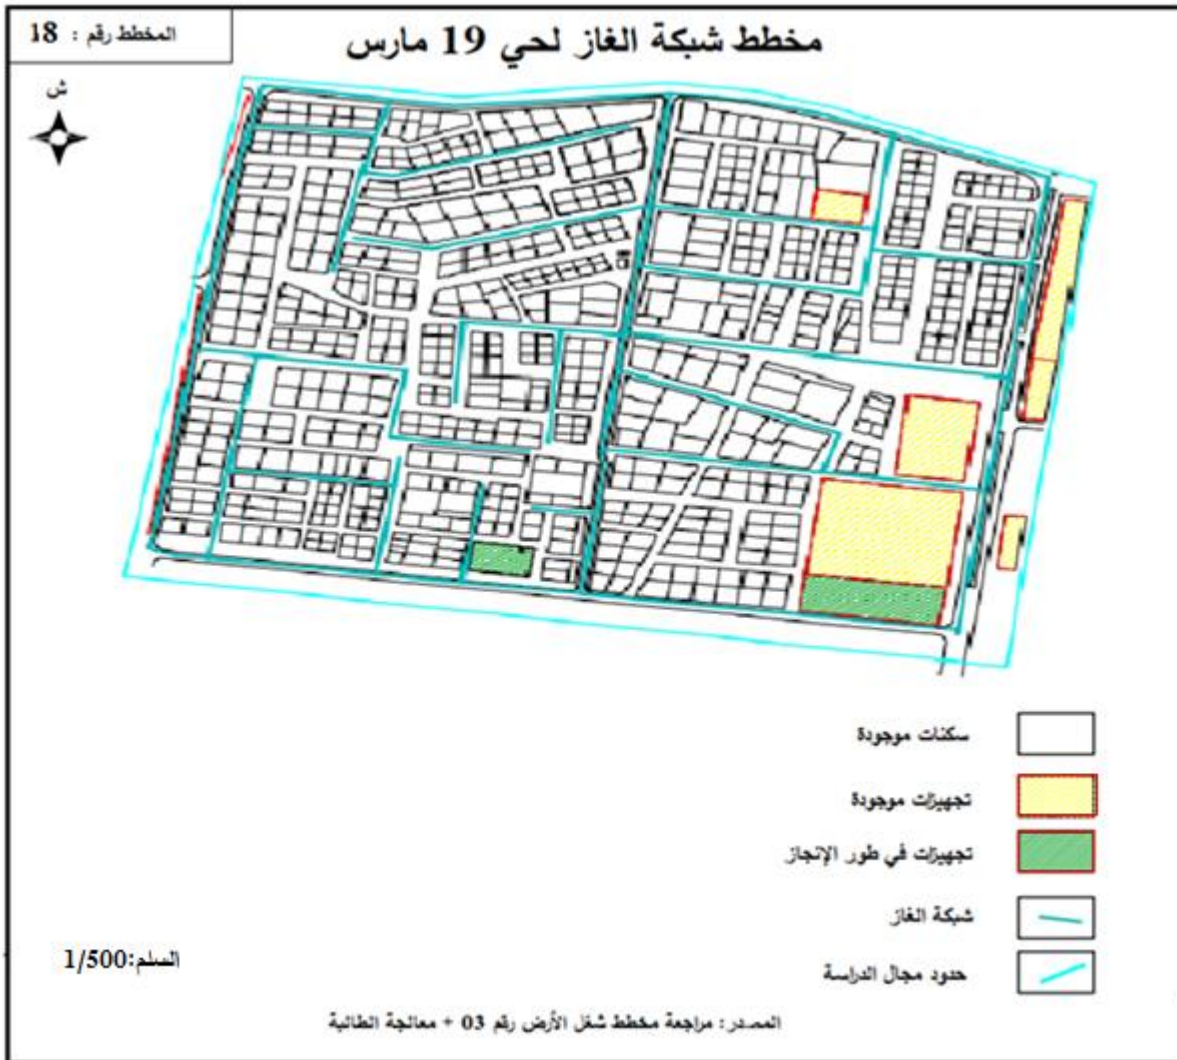 المخطط رقم : 18
مخطط شبكة الغاز لحي 19 مارس
ش
سكنات موجودة
تجهيزات موجودة
تجهيزات في طور الإنجاز
شبكة الغاز
حدود مجال الدراسة
السلم:1/500
المصدر : مراجعة مخطط شغل الأرض رقم 03 + معالجة الطالبة